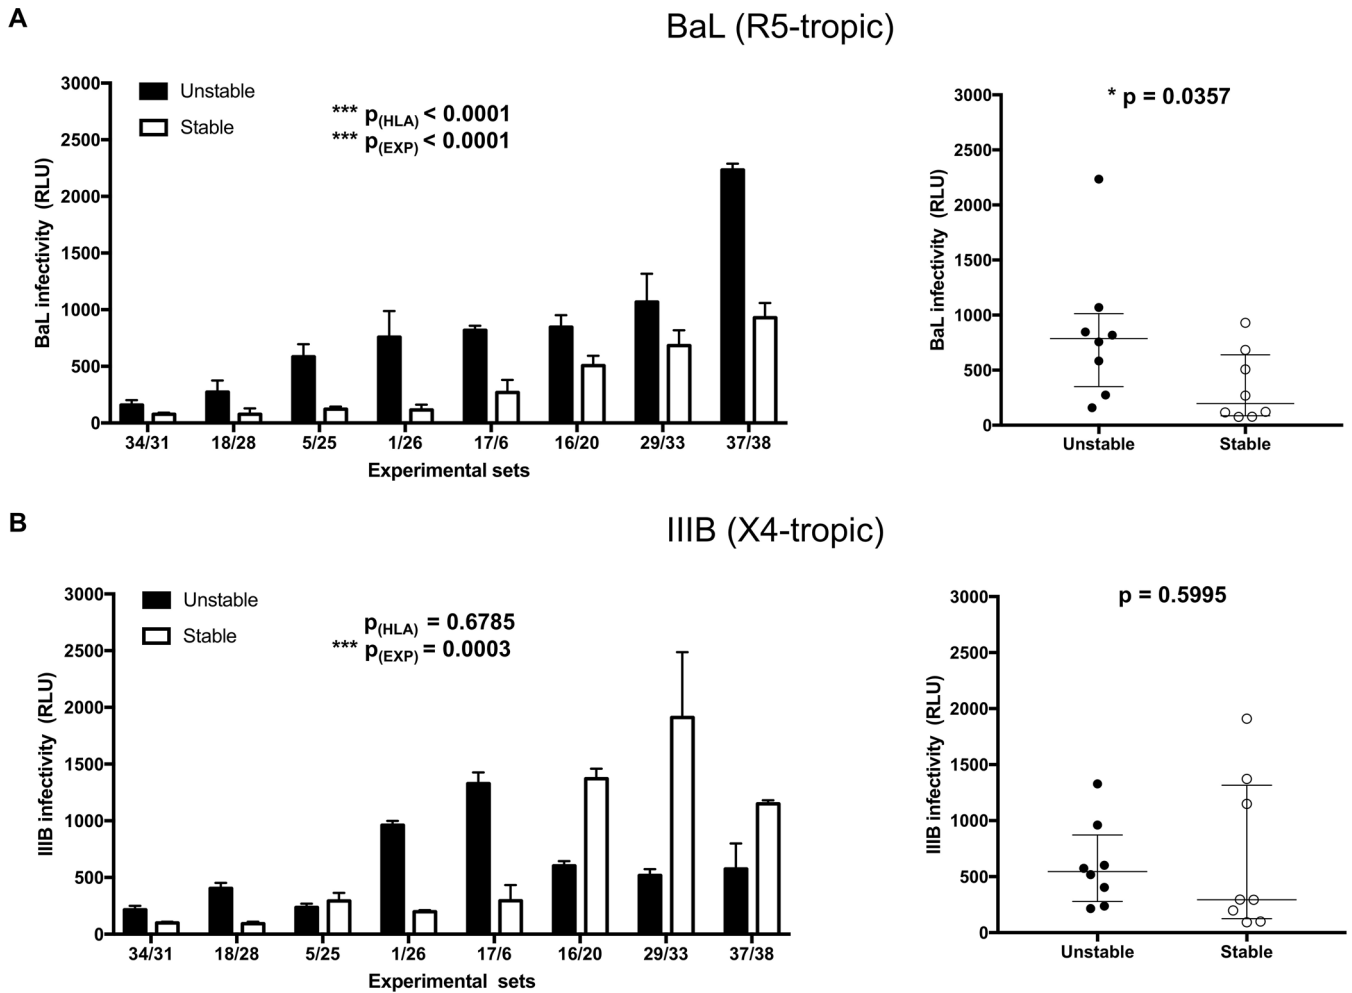 A
BaL (R5-tropic)
3000
2500
2000
1500
1000
500
0
BaL infectivity (RLU)
Unstable
Stable
*** p(HLA) < 0.0001
*** p(EXP) < 0.0001
34/31 18/28 5/25 1/26 17/6 16/20 29/33 37/38
Experimental sets
* p = 0.0357
3000
2500
2000
1500
1000
500
0
BaL infectivity (RLU)
Unstable Stable
B
IIIB (X4-tropic)
3000
2500
2000
1500
1000
500
0
IIIB infectivity (RLU)
Unstable
Stable
p(HLA) = 0.6785
*** p(EXP) = 0.0003
34/31 18/28 5/25 1/26 17/6 16/20 29/33 37/38
Experimental sets
p = 0.5995
3000
2500
2000
1500
1000
500
0
IIIB infectivity (RLU)
Unstable Stable